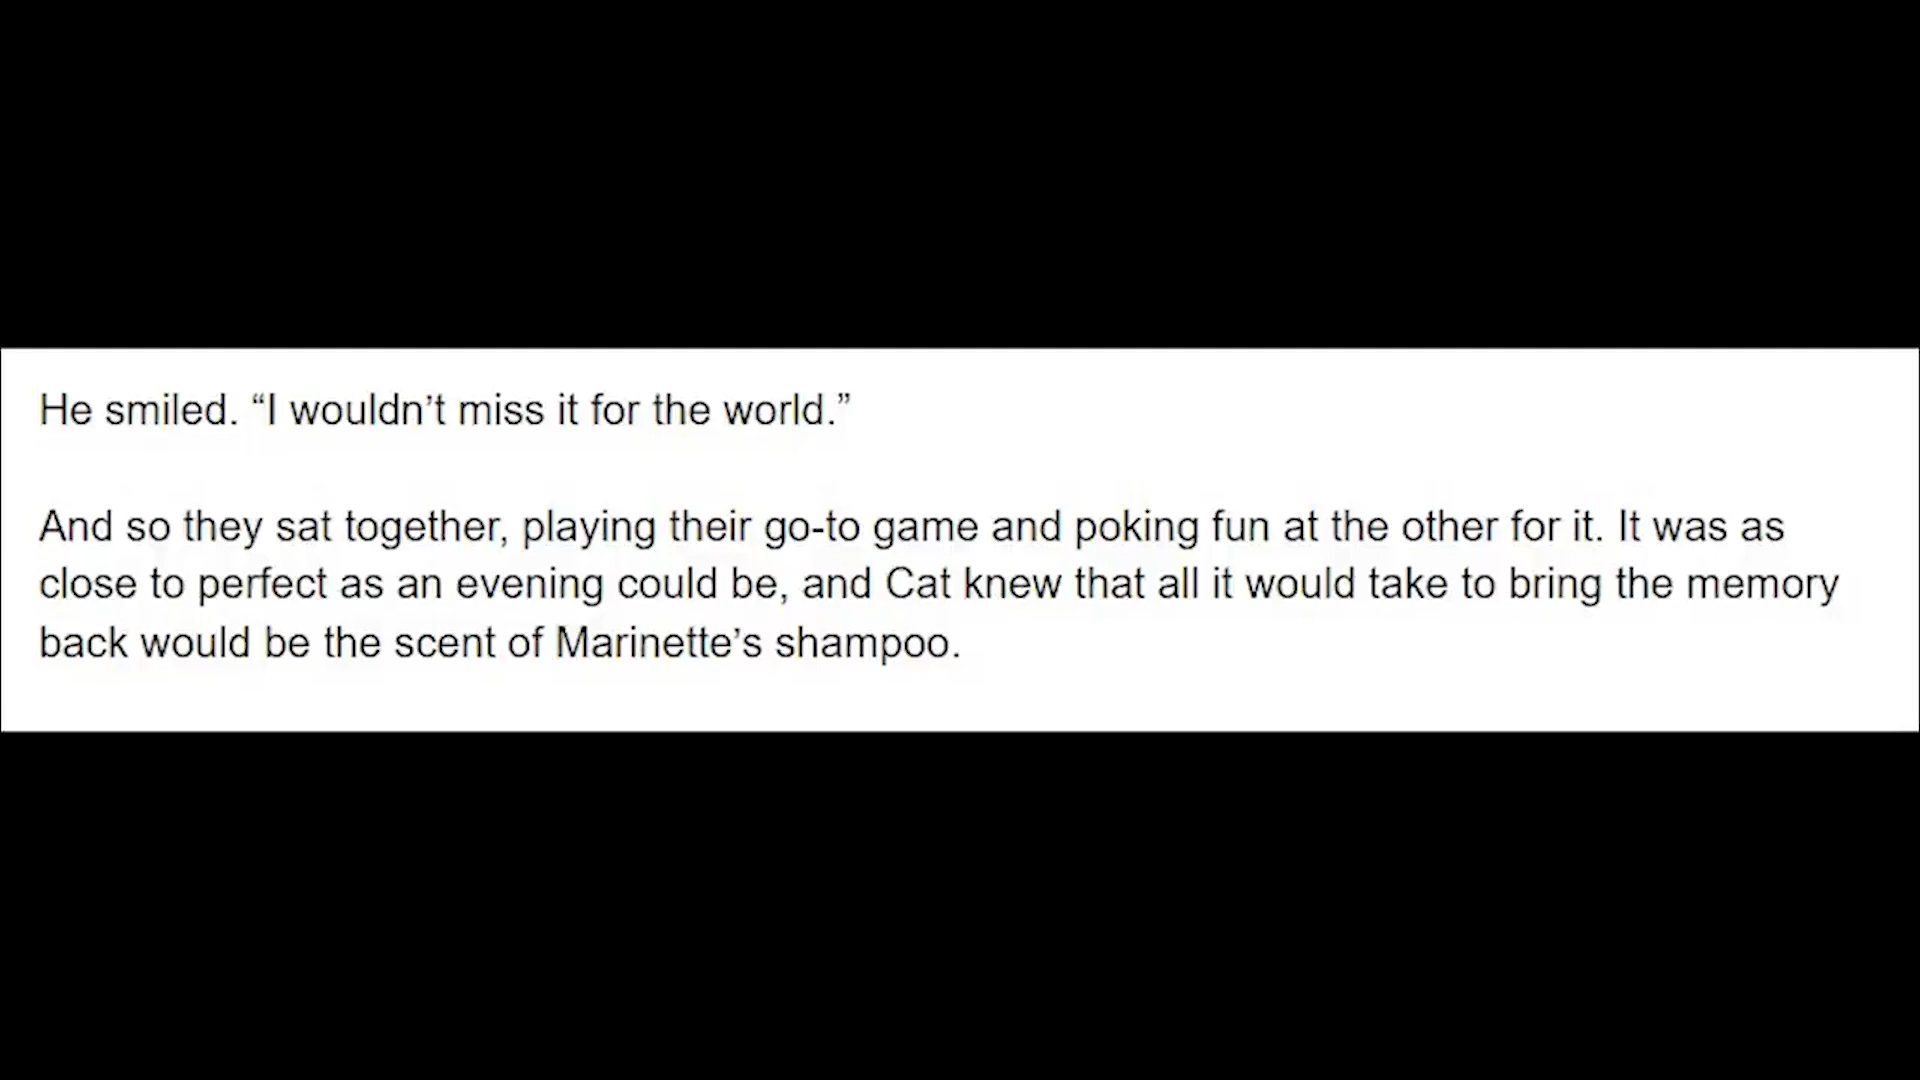 He smiled. “I wouldn’t miss it for the world.”
And so they sat together, playing their go-to game and poking fun at the other for it. It was as
close to perfect as an evening could be, and Cat knew that all it would take to bring the memory
back would be the scent of Marinette’s shampoo.